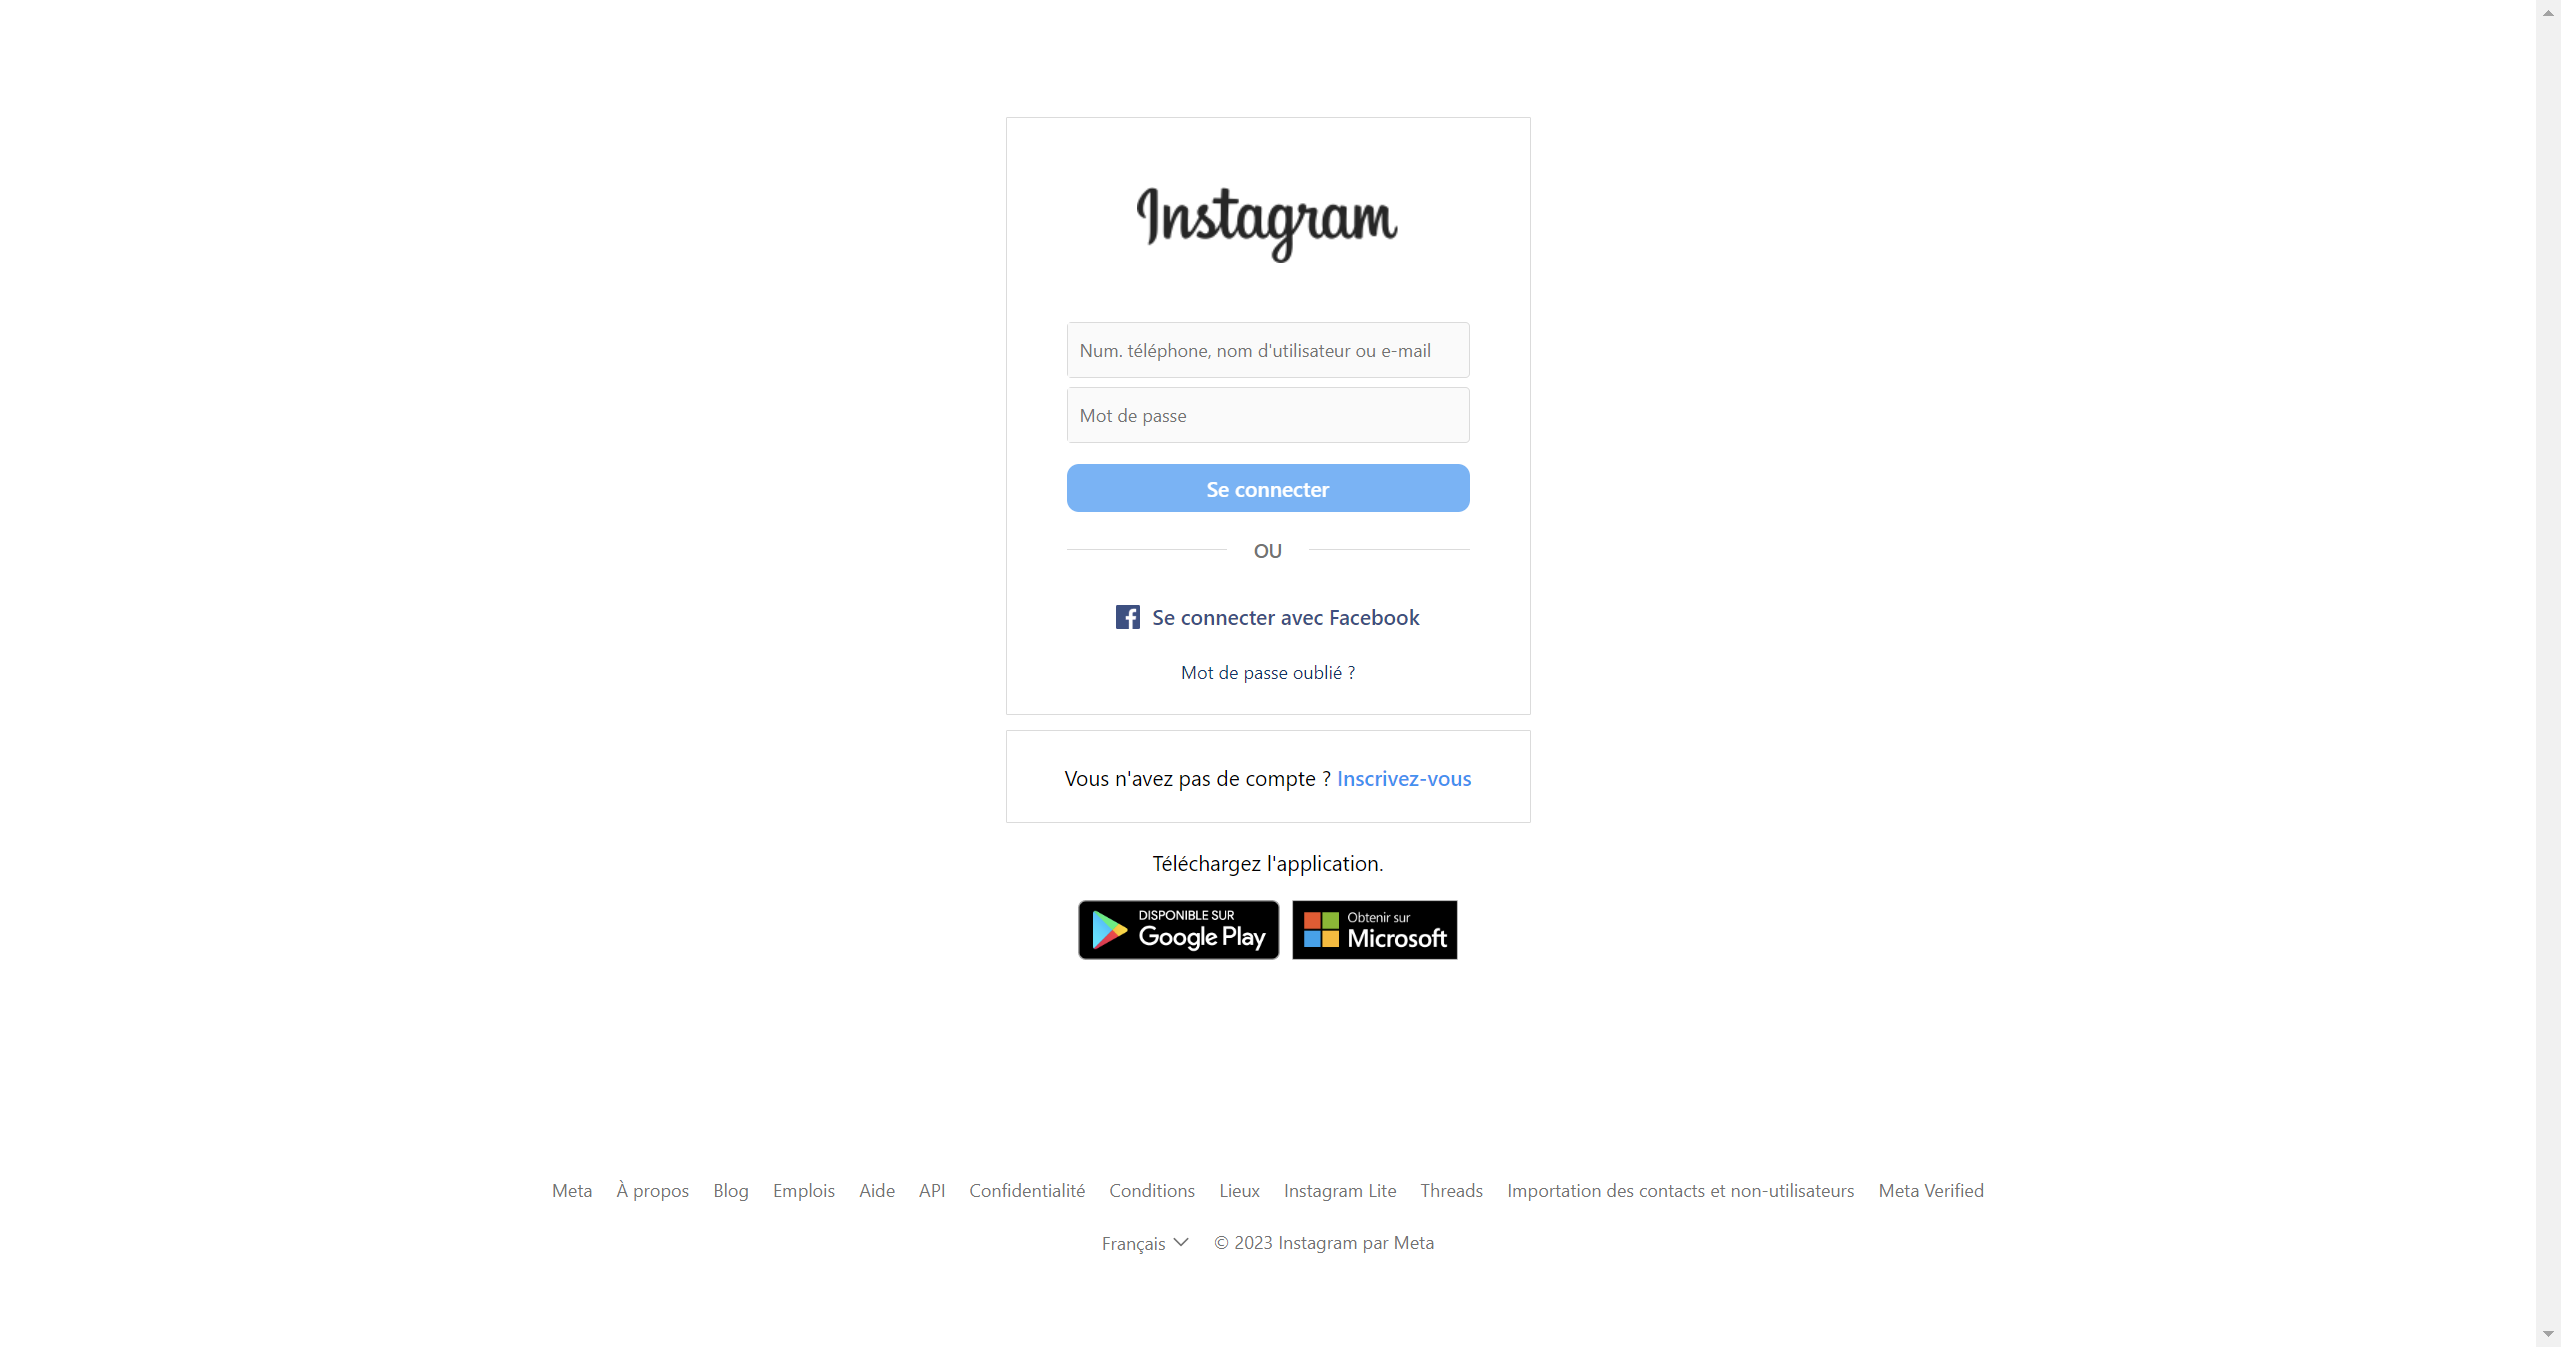 Instagram
Num. téléphone, nom d'utilisateur ou e-mail
Mot de passe
Se connecter
OU
Se connecter avec Facebook
Mot de passe oublié ?
Vous n'avez pas de compte ? Inscrivez-vous
Téléchargez l'application.
DISPONIBLE SUR
Google Play
Obtenir sur
Microsoft
Meta À propos Blog Emplois Aide API Confidentialité Conditions Lieux Instagram Lite Threads Importation des contacts et non-utilisateurs Meta Verified
Français © 2023 Instagram par Meta